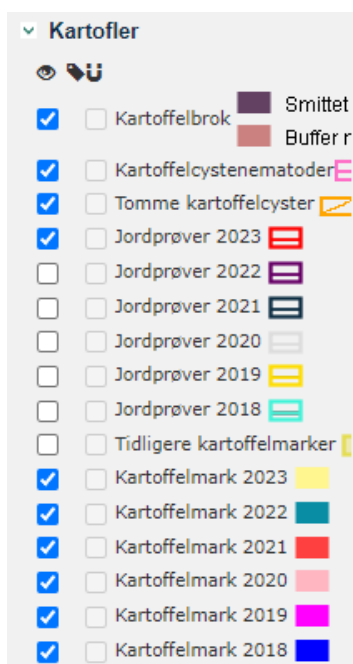 Kartofler
Smittet
Kartoffelbrok
Buffer
Kartoffelcystenematoder
Tomme kartoffelcyster
Jordprøver 2023
Jordprøver 2022
Jordprøver 2021
Jordprøver 2020
Jordprøver 2019
Jordprøver 2018
Tidligere kartoffelmarker
Kartoffelmark 2023
Kartoffelmark 2022
Kartoffelmark 2021
Kartoffelmark 2020
Kartoffelmark 2019
Kartoffelmark 2018